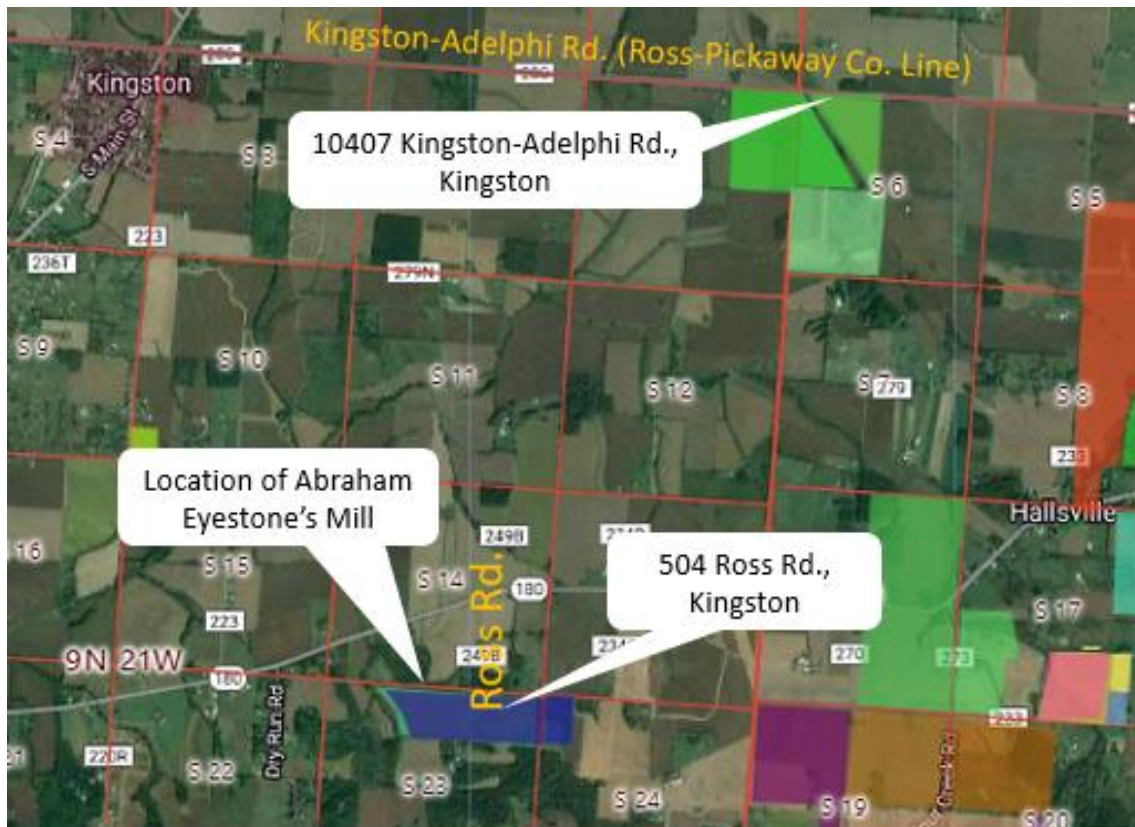 Kingston-Adelphi Rd. (Ross-Pickaway Co. Line)
Kingston
10407 Kingston-Adelphi Rd.,
Kingston
S 4
S Main St
S 3
S 6
S 5
223
236T
279N
S 9
S 10
S 11
S 12
S 7
279
S 8
233
Location of Abraham
Eyestone's Mill
Hallsville
249B
504 Ross Rd.,
Kingston
16
S 15
S 14
180
S 17
223
Ross Rd.
249B
9N 21W
270
180
Dry Run Rd
220R
S 22
S 23
S 24
S 19
S 20